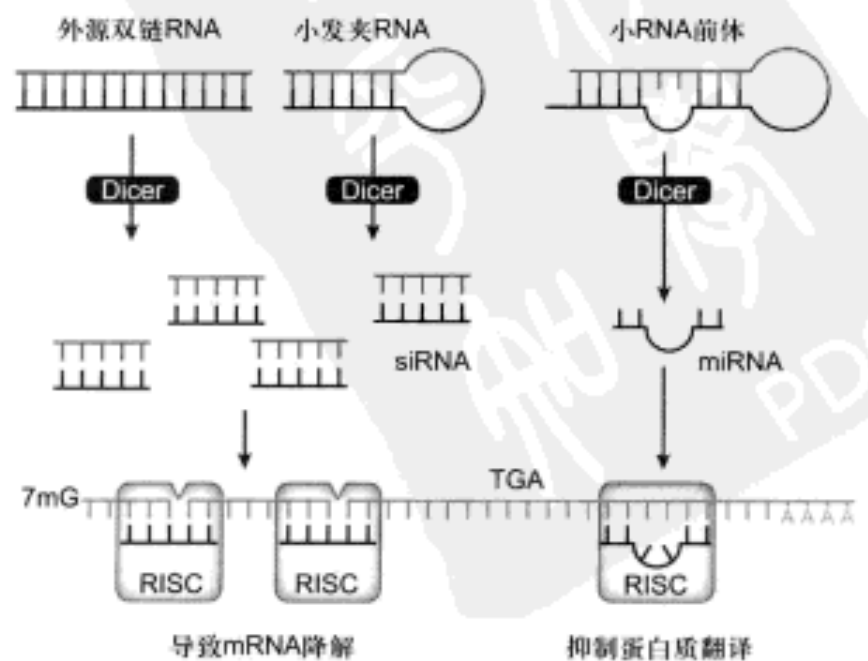 外源双链RNA
小发夹RNA
小RNA前体
Dicer
Dicer
Dicer
siRNA
miRNA
7mG
TGA
AAAA
RISC
RISC
RISC
导致mRNA降解
抑制蛋白质翻译